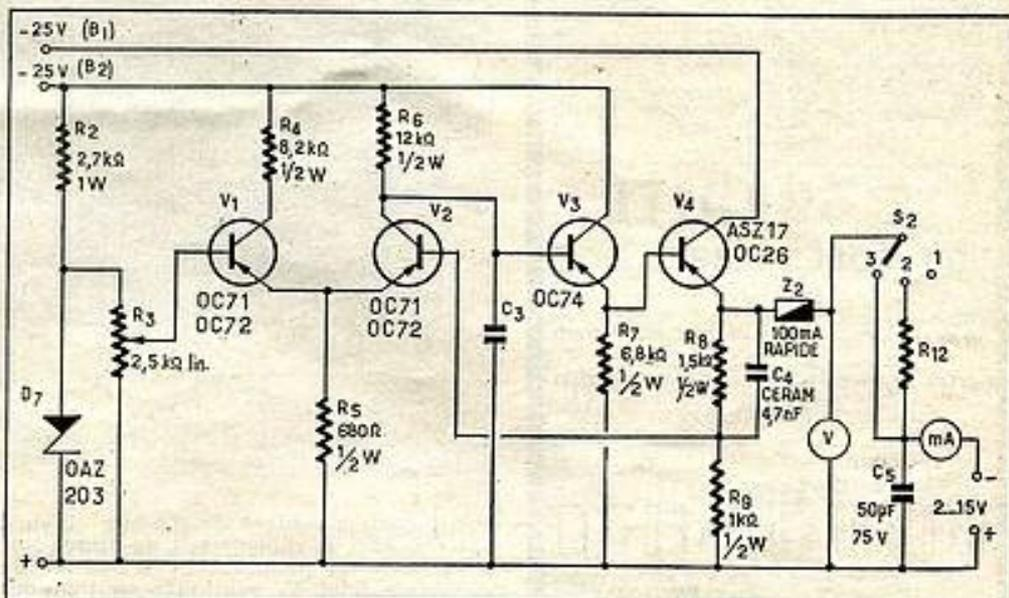 -25V (B1)
-25V (B2)
R2
2,7kΩ
1W
R4
8,2kΩ
1/2W
R6
12kΩ
1/2W
V1
V2
V3
V4
ASZ17
OC26
S2
3
2
1
OC71
OC72
OC71
OC72
C3
OC74
Z2
100mA
RAPIDE
R3
2,5kΩ lin.
R7
6,8kΩ
1/2W
R8
1,5kΩ
1/2W
C4
CERAM
4,7nF
R12
D7
OAZ
203
R5
680Ω
1/2W
V
mA
R9
1kΩ
1/2W
C5
50µF
75V
-
2...15V
+
+